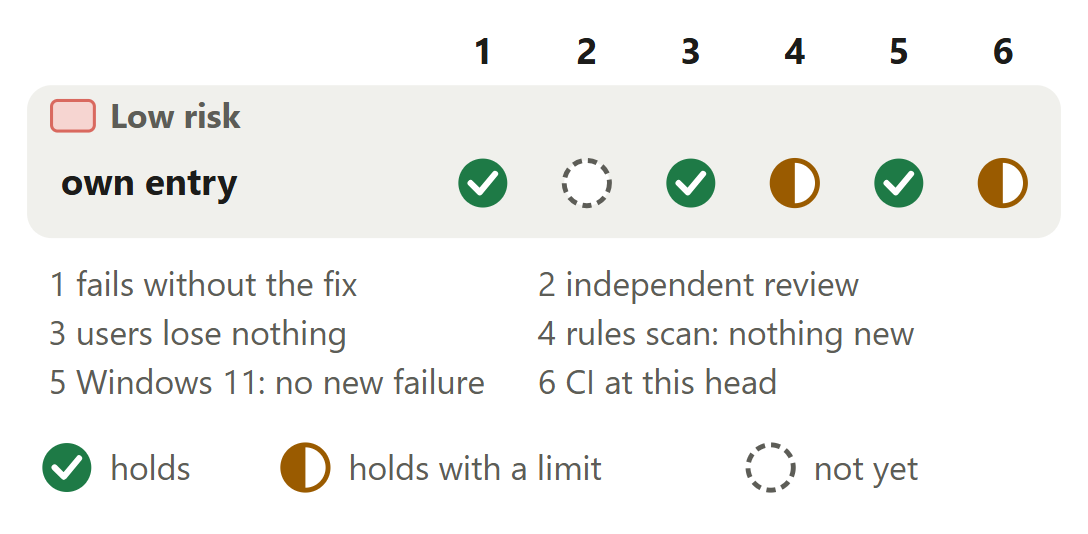 1 2 3 4 5 6
Low risk
own entry
1 fails without the fix 2 independent review
3 users lose nothing 4 rules scan: nothing new
5 Windows 11: no new failure 6 CI at this head
holds holds with a limit not yet